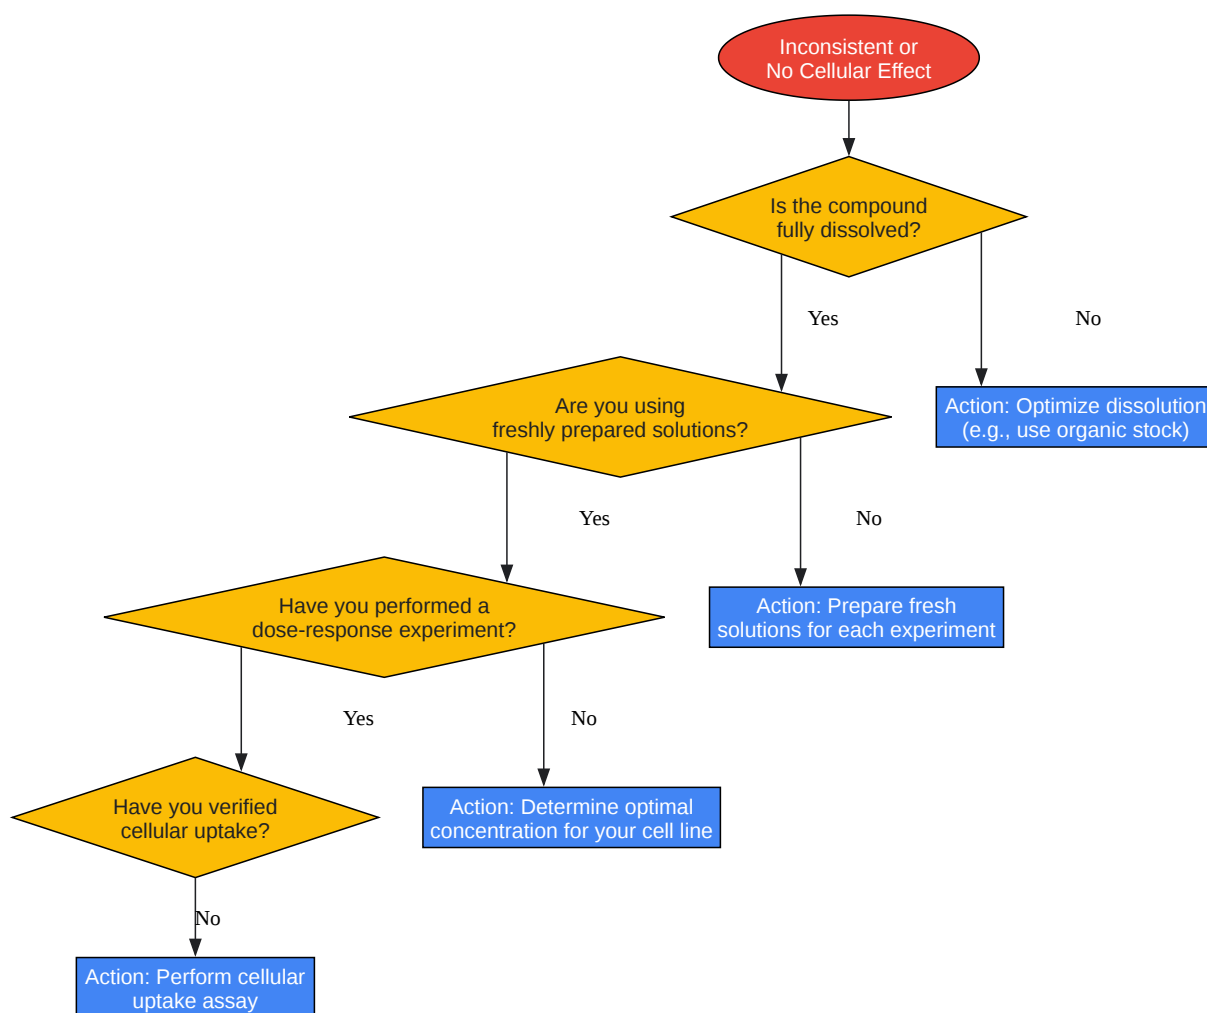 Inconsistent or
No Cellular Effect
Is the compound
fully dissolved?
Yes
No
Action: Optimize dissolution
(e.g., use organic stock)
Are you using
freshly prepared solutions?
Yes
No
Action: Prepare fresh
solutions for each experiment
Have you performed a
dose-response experiment?
Yes
No
Action: Determine optimal
concentration for your cell line
Have you verified
cellular uptake?
No
Action: Perform cellular
uptake assay